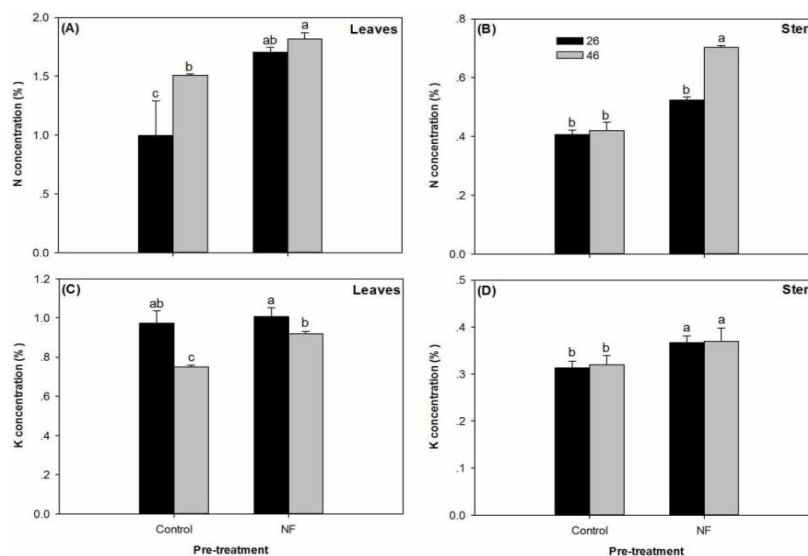 (A) Leaves
N concentration (%)
2.0
1.5
1.0
.5
0.0
c b ab a
(B) Ster
26
46
N concentration (%)
.8
.6
.4
.2
.0
b b b a
(C) Leaves
K concentration (%)
1.2
1.0
.8
.6
.4
.2
0.0
ab c a b
Control NF
Pre-treatment
(D) Ster
K concentration (%)
.5
.4
.3
.2
.1
0.0
b b a a
Control NF
Pre-treatment